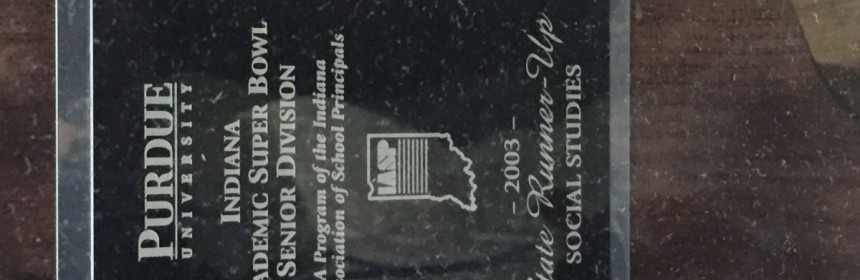 PURDUE
UNIVERSITY
INDIANA
ADEMIC SUPER BOWL
SENIOR DIVISION
A Program of the Indiana
ociation of School Principals
IASP
- 2003 -
tate Runner-Up
SOCIAL STUDIES